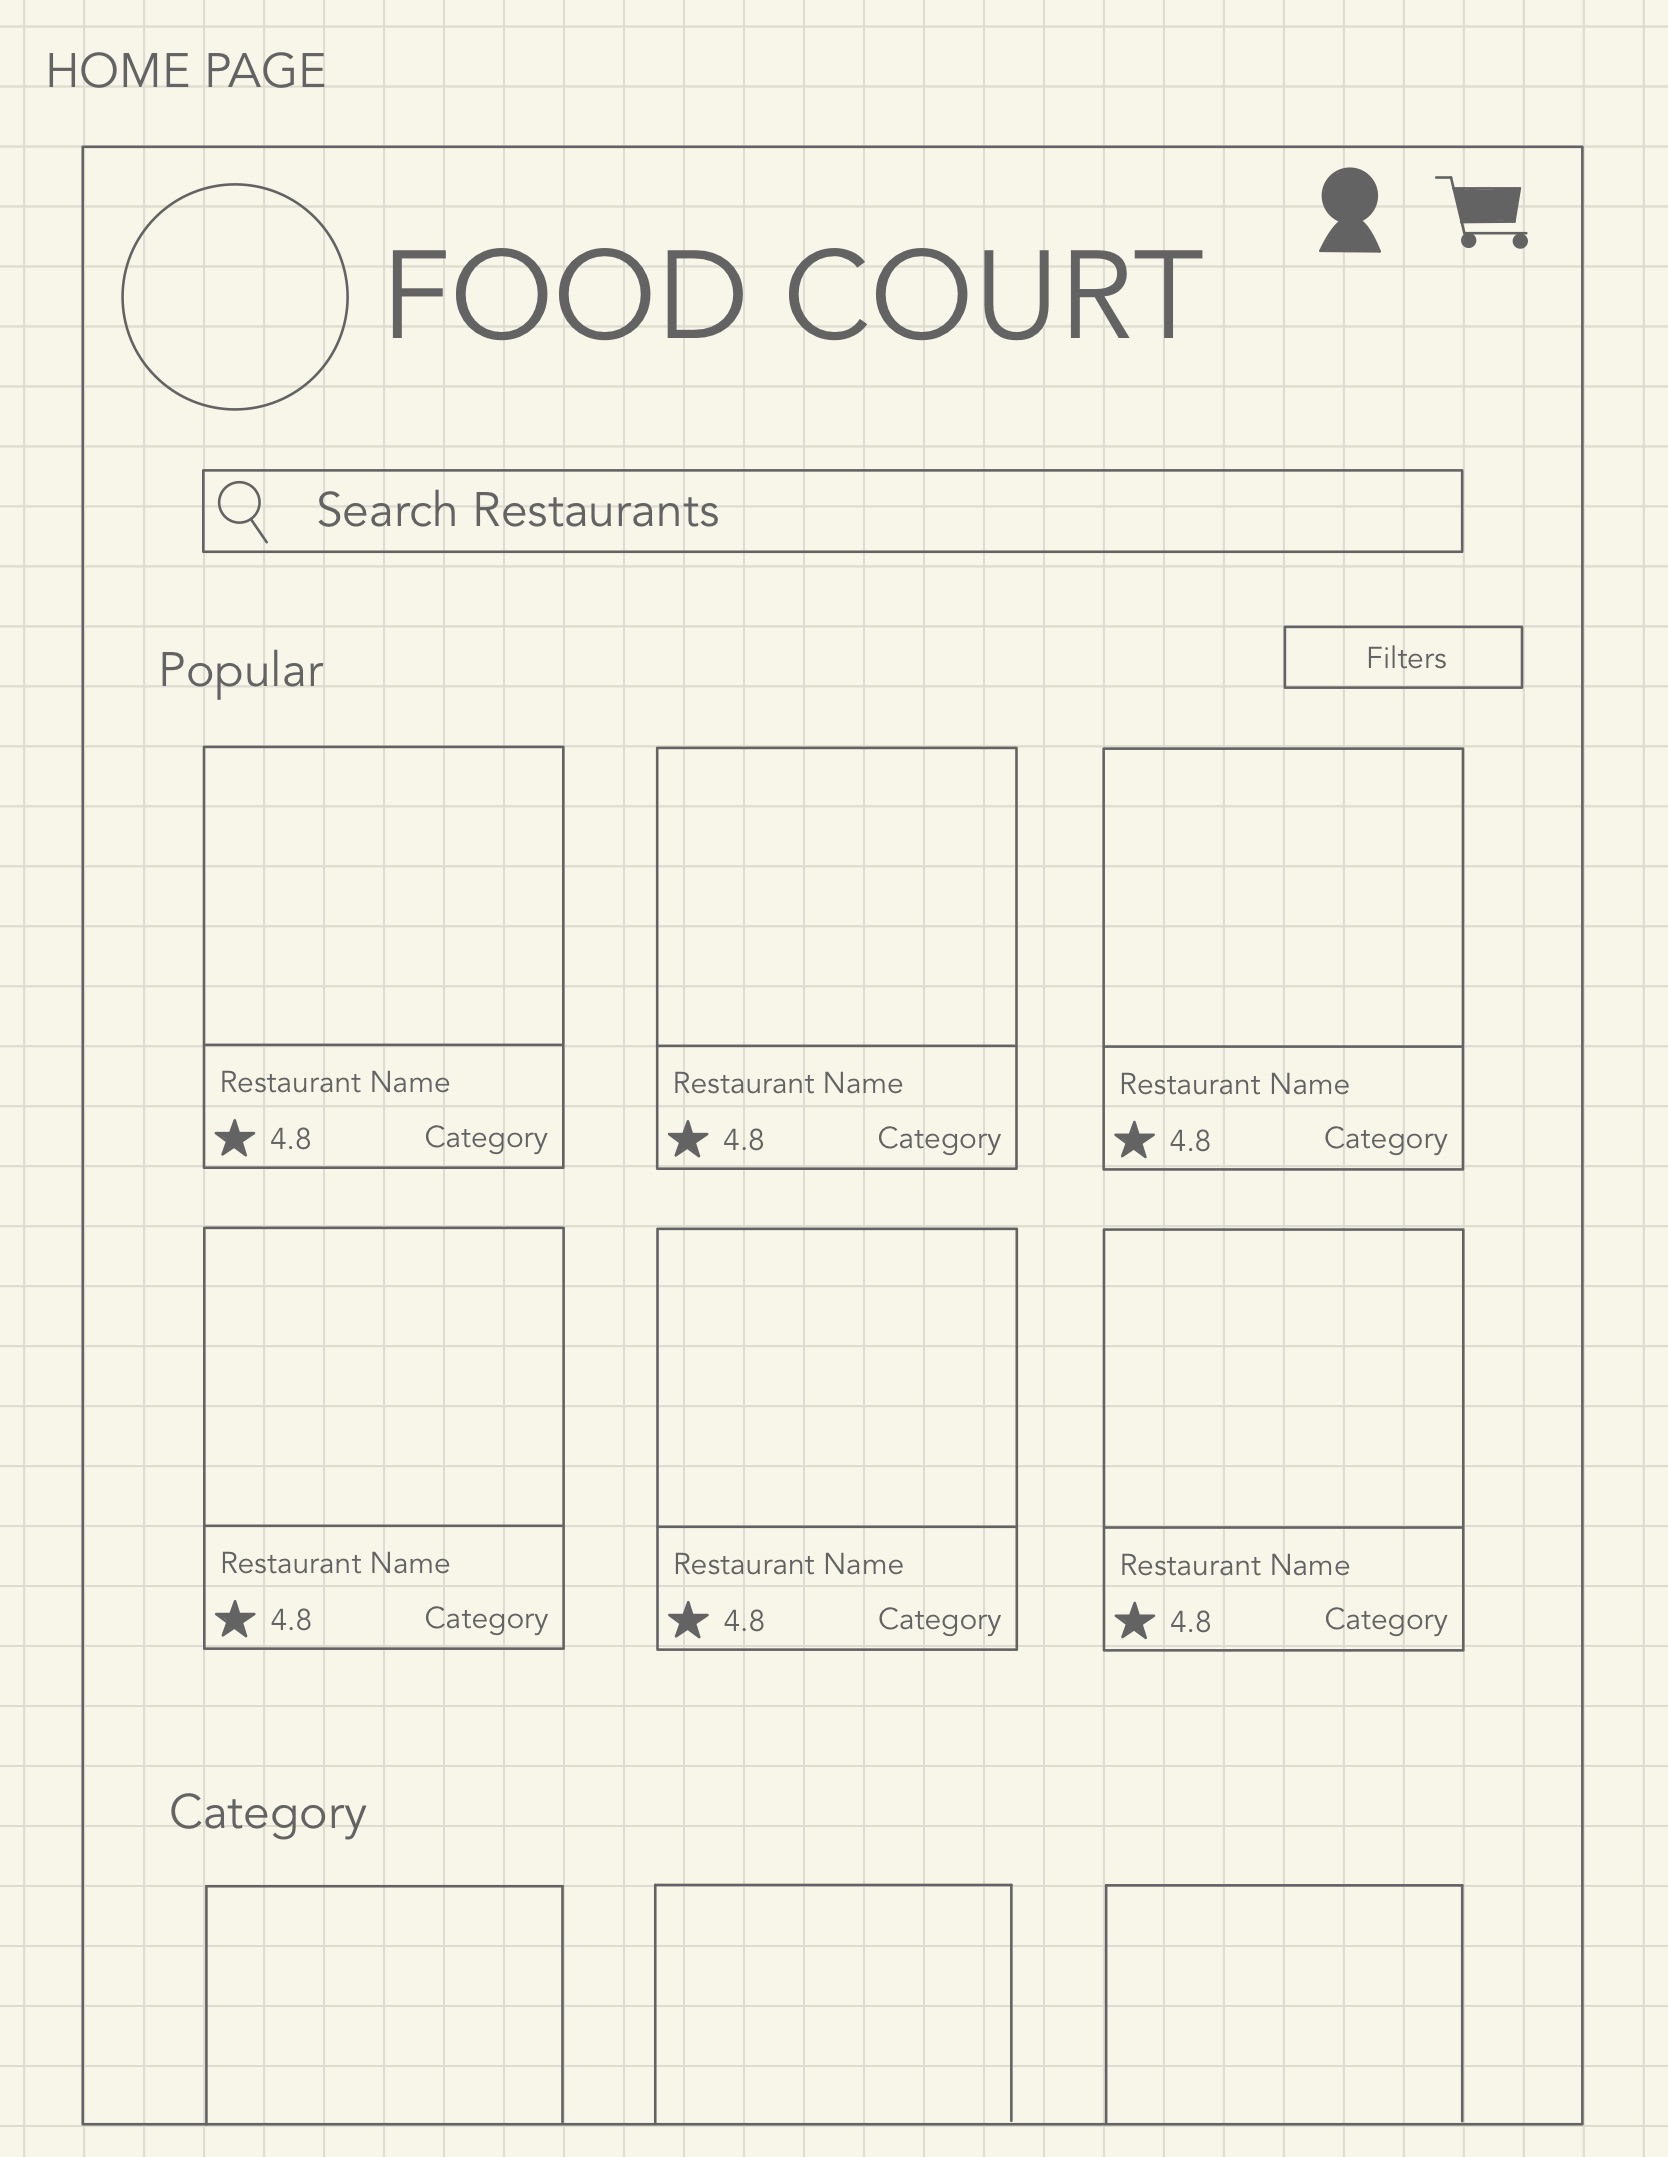 HOME PAGE
FOOD COURT
Search Restaurants
Popular
Filters
Restaurant Name
4.8 Category
Restaurant Name
4.8 Category
Restaurant Name
4.8 Category
Restaurant Name
4.8 Category
Restaurant Name
4.8 Category
Restaurant Name
4.8 Category
Category